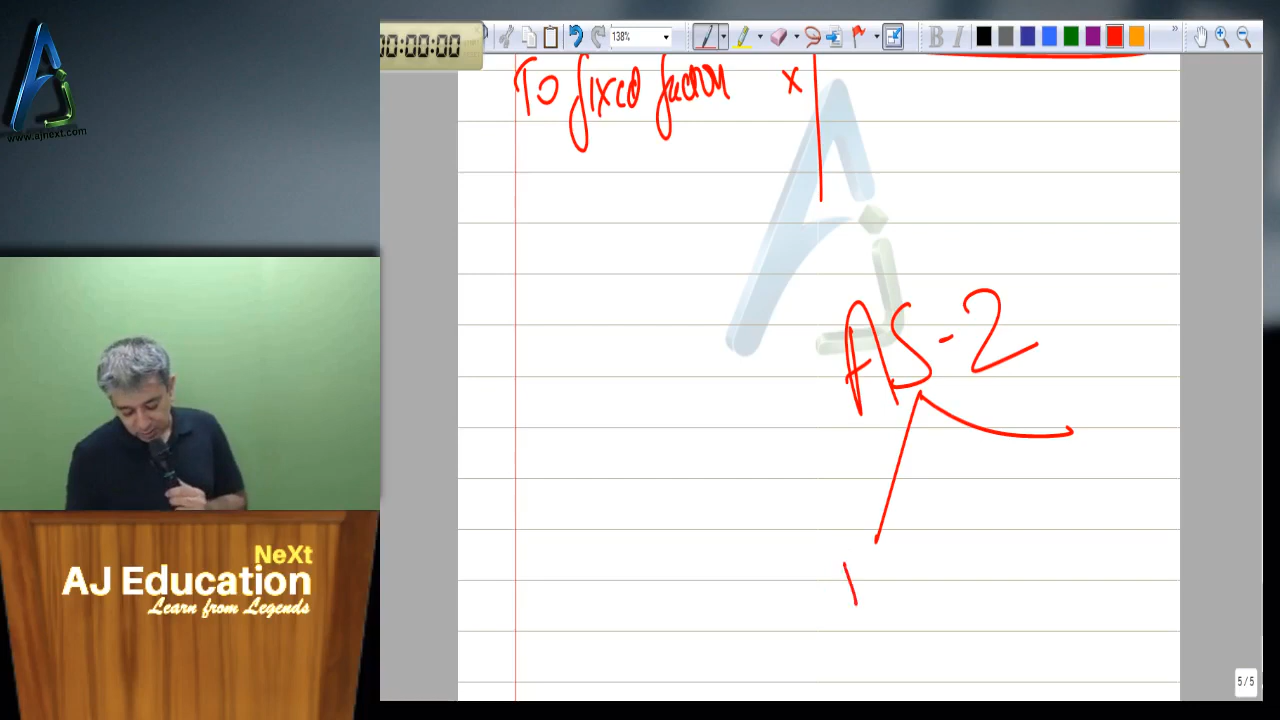 www.ajnext.com
00:00:00
138%
B I
To fixed factory x
AS-2
NeXt
AJ Education
Learn from Legends
5/5